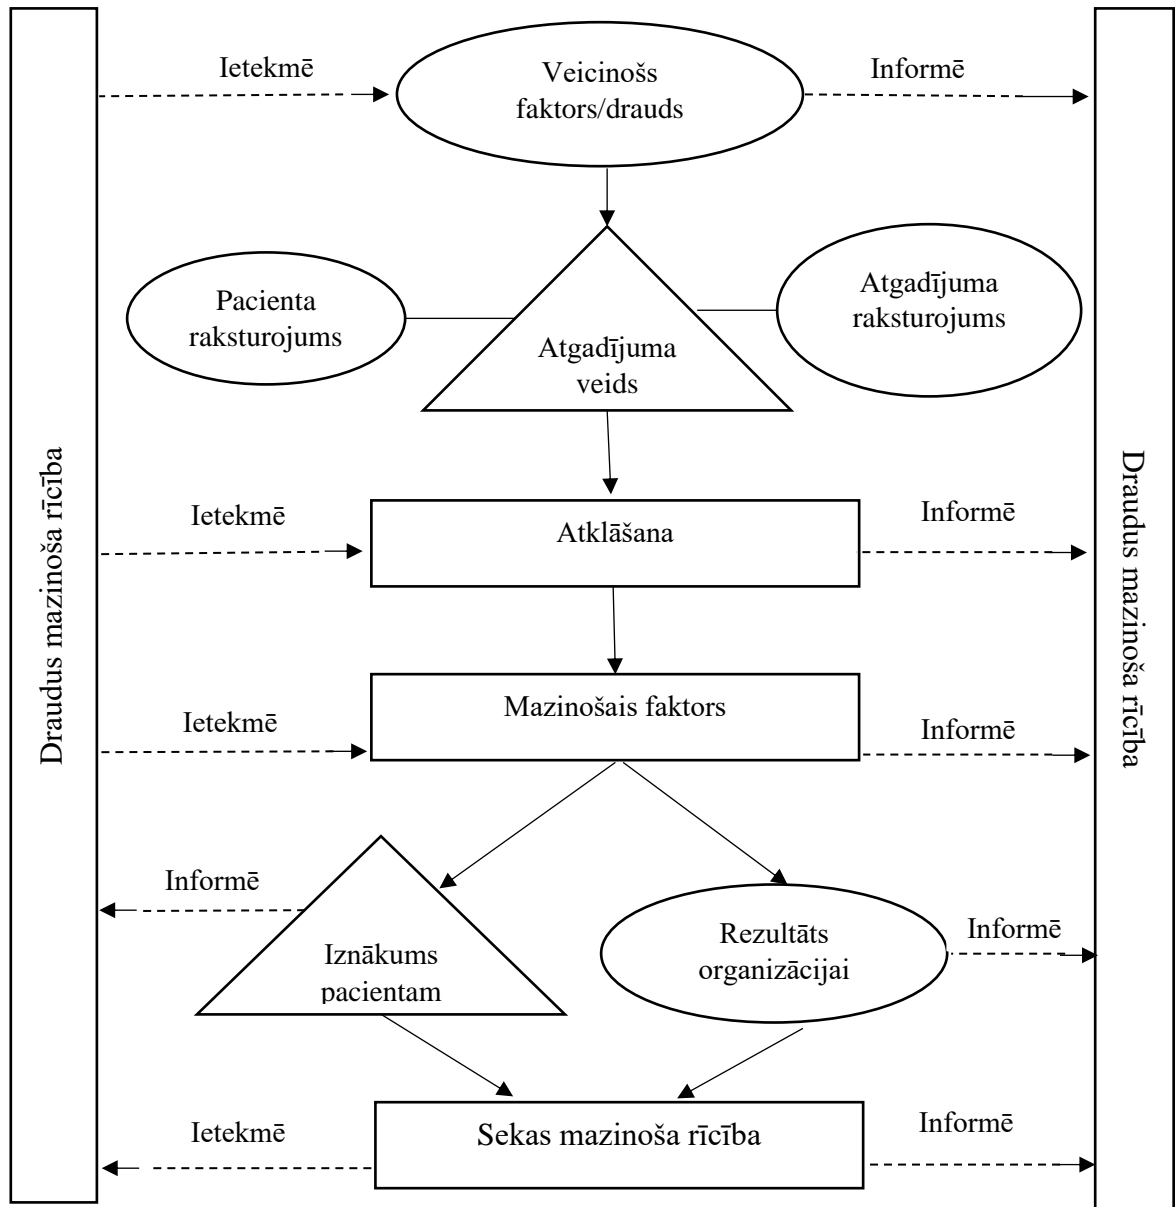 Ietekmē
Veicinošs
faktors/drauds
Informē
Pacienta
raksturojums
Atgadījuma
raksturojums
Atgadījuma
veids
Draudus mazinoša rīcība
Draudus mazinoša rīcība
Ietekmē
Atklāšana
Informē
Ietekmē
Mazinošais faktors
Informē
Informē
Iznākums
pacientam
Rezultāts
organizācijai
Informē
Ietekmē
Sekas mazinoša rīcība
Informē